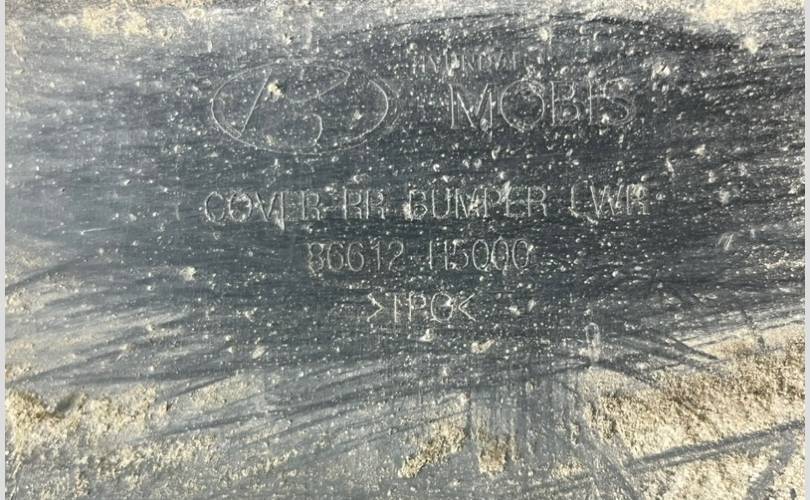 HYUNDAI
MOBIS
COVER-RR BUMPER LWR
86612-H5000
>TPO<